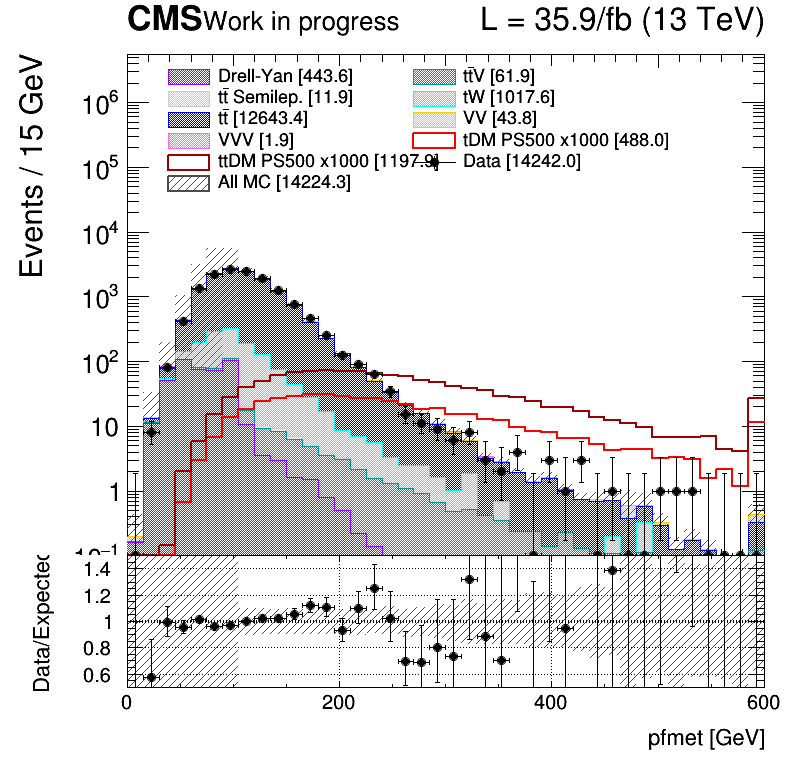 CMS Work in progress L = 35.9/fb (13 TeV)
Events / 15 GeV
Drell-Yan [443.6] tt̄V [61.9]
tt̄ Semilep. [11.9] tW [1017.6]
tt̄ [12643.4] VV [43.8]
VVV [1.9] tDM PS500 x1000 [488.0]
ttDM PS500 x1000 [1197.9] Data [14242.0]
All MC [14224.3]
10⁶
10⁵
10⁴
10³
10²
10
1
10⁻¹
Data/Expected
1.4
1.2
1
0.8
0.6
0 200 400 600
pfmet [GeV]